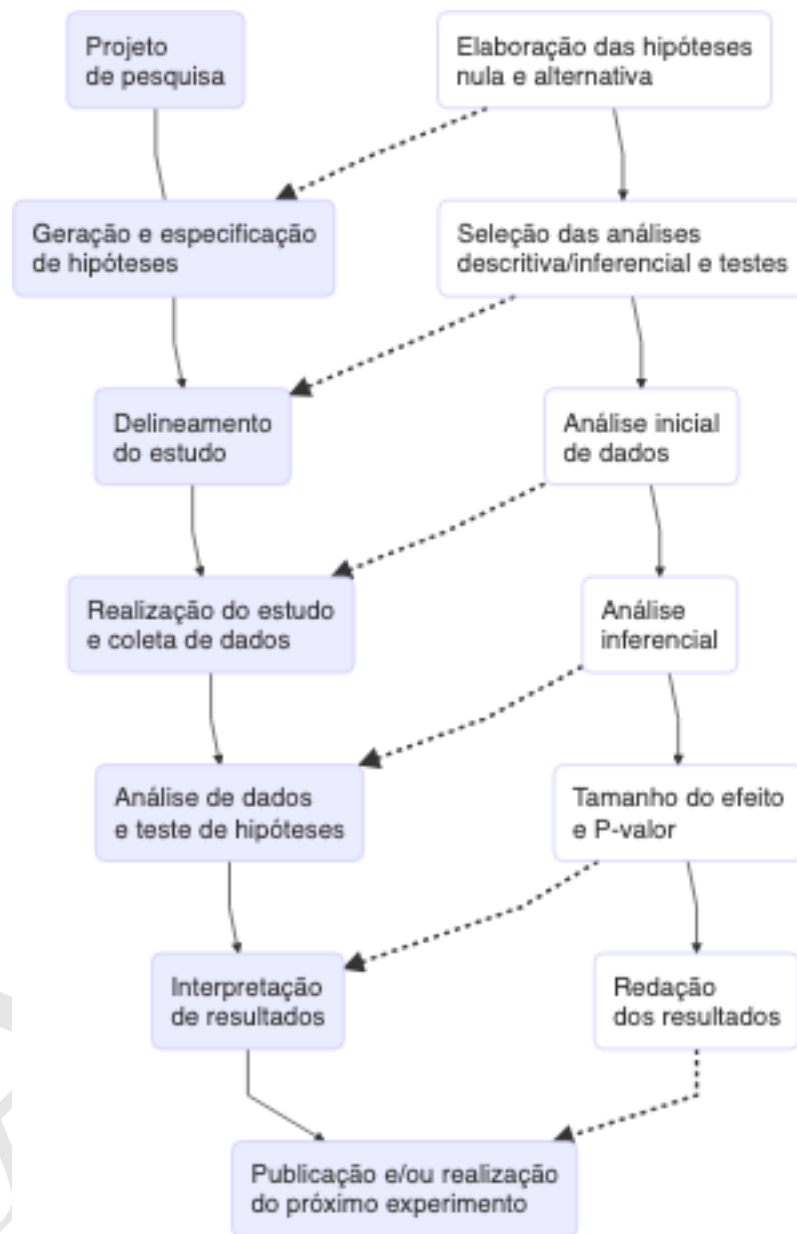 Projeto
de pesquisa
Elaboração das hipóteses
nula e alternativa
Geração e especificação
de hipóteses
Seleção das análises
descritiva/inferencial e testes
Delineamento
do estudo
Análise inicial
de dados
Realização do estudo
e coleta de dados
Análise
inferencial
Análise de dados
e teste de hipóteses
Tamanho do efeito
e P-valor
Interpretação
de resultados
Redação
dos resultados
Publicação e/ou realização
do próximo experimento